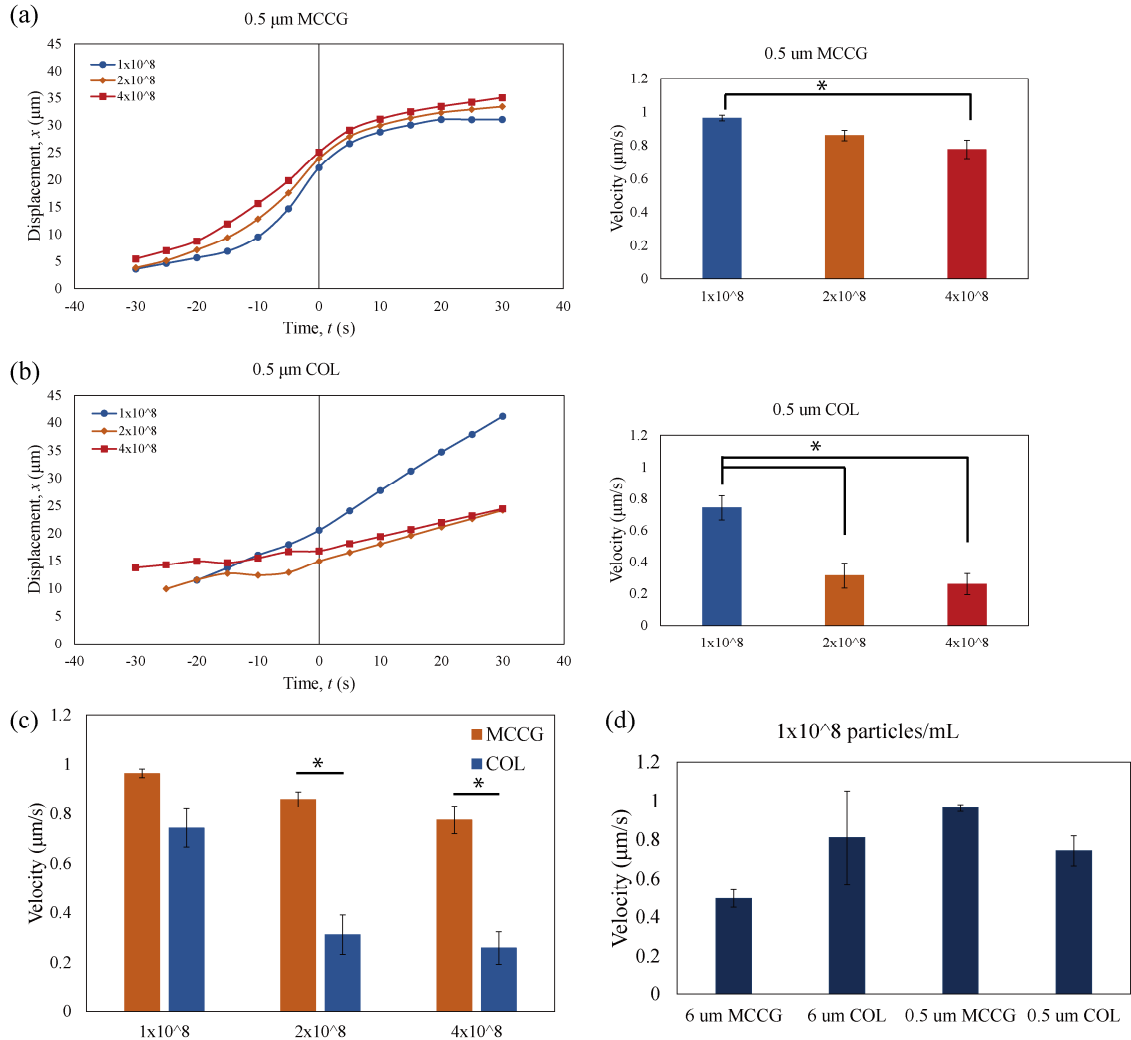 (a)
0.5 μm MCCG
Displacement, x (μm)
45
40
35
30
25
20
15
10
5
0
1x10^8
2x10^8
4x10^8
-40
-30
-20
-10
0
10
20
30
40
Time, t (s)
0.5 um MCCG
Velocity (μm/s)
1.2
1
0.8
0.6
0.4
0.2
0
*
1x10^8
2x10^8
4x10^8
(b)
0.5 μm COL
Displacement, x (μm)
45
40
35
30
25
20
15
10
5
0
1x10^8
2x10^8
4x10^8
-40
-30
-20
-10
0
10
20
30
40
Time, t (s)
0.5 um COL
Velocity (μm/s)
1.2
1
0.8
0.6
0.4
0.2
0
*
1x10^8
2x10^8
4x10^8
(c)
Velocity (μm/s)
1.2
1
0.8
0.6
0.4
0.2
0
MCCG
COL
*
*
1x10^8
2x10^8
4x10^8
(d)
1x10^8 particles/mL
Velocity (μm/s)
1.2
1
0.8
0.6
0.4
0.2
0
6 um MCCG
6 um COL
0.5 um MCCG
0.5 um COL